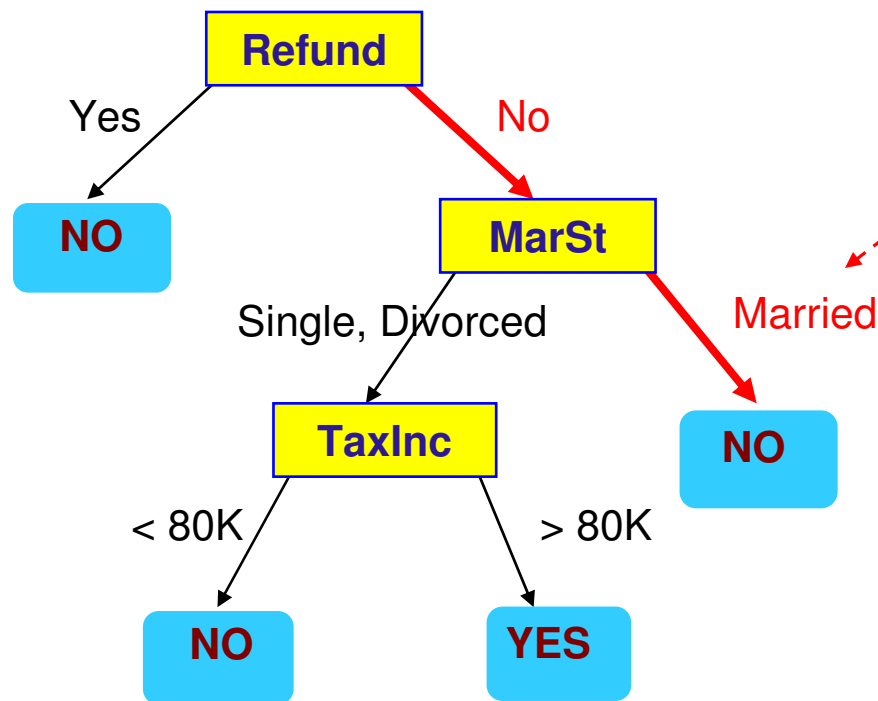 Refund
Yes
No
NO
MarSt
Single, Divorced
Married
TaxInc
NO
< 80K
> 80K
NO
YES